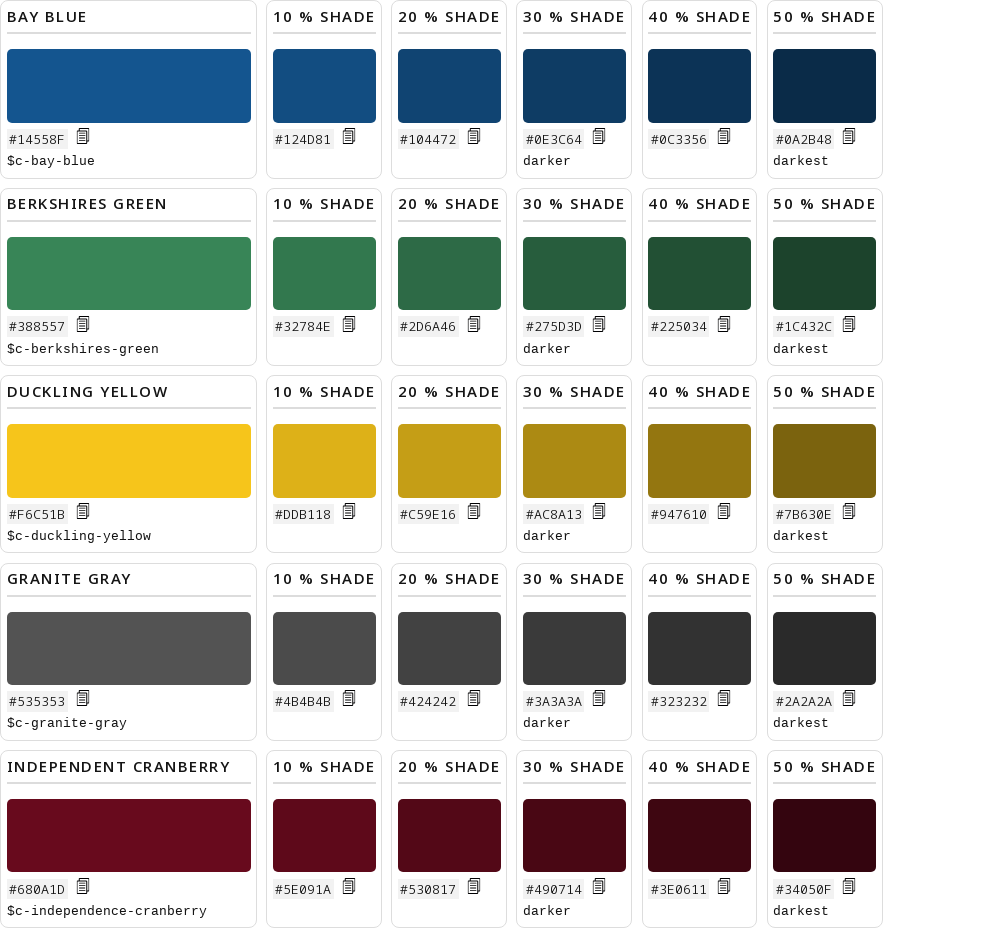 BAY BLUE
10 % SHADE
20 % SHADE
30 % SHADE
40 % SHADE
50 % SHADE
#14558F
#124D81
#104472
#0E3C64
#0C3356
#0A2B48
$c-bay-blue
darker
darkest
BERKSHIRES GREEN
10 % SHADE
20 % SHADE
30 % SHADE
40 % SHADE
50 % SHADE
#388557
#32784E
#2D6A46
#275D3D
#225034
#1C432C
$c-berkshires-green
darker
darkest
DUCKLING YELLOW
10 % SHADE
20 % SHADE
30 % SHADE
40 % SHADE
50 % SHADE
#F6C51B
#DDB118
#C59E16
#AC8A13
#947610
#7B630E
$c-duckling-yellow
darker
darkest
GRANITE GRAY
10 % SHADE
20 % SHADE
30 % SHADE
40 % SHADE
50 % SHADE
#535353
#4B4B4B
#424242
#3A3A3A
#323232
#2A2A2A
$c-granite-gray
darker
darkest
INDEPENDENT CRANBERRY
10 % SHADE
20 % SHADE
30 % SHADE
40 % SHADE
50 % SHADE
#680A1D
#5E091A
#530817
#490714
#3E0611
#34050F
$c-independence-cranberry
darker
darkest